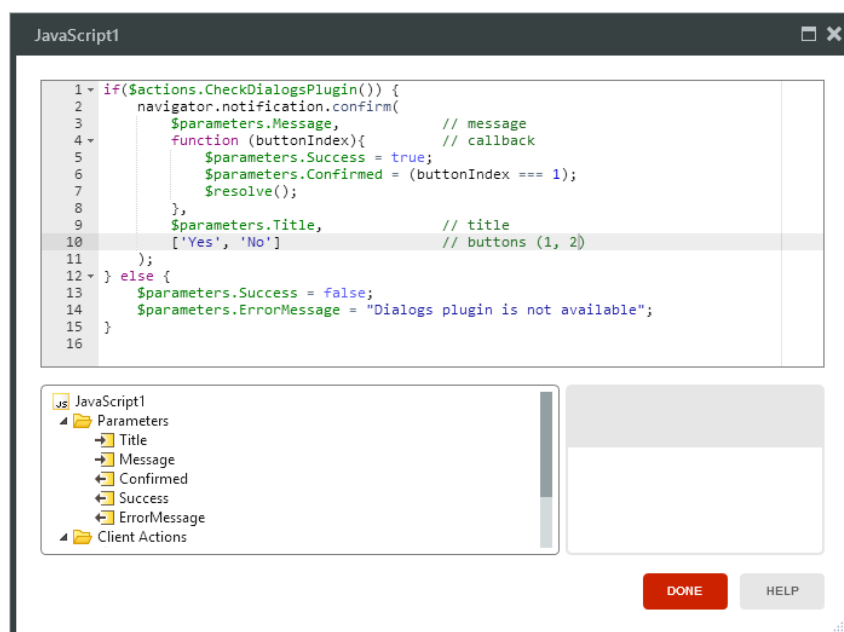 JavaScript1
1 if($actions.CheckDialogsPlugin()) {
2     navigator.notification.confirm(
3         $parameters.Message,            // message
4         function (buttonIndex){         // callback
5             $parameters.Success = true;
6             $parameters.Confirmed = (buttonIndex === 1);
7             $resolve();
8         },
9         $parameters.Title,              // title
10         ['Yes', 'No']                   // buttons (1, 2)
11     );
12 } else {
13     $parameters.Success = false;
14     $parameters.ErrorMessage = "Dialogs plugin is not available";
15 }
16
JS JavaScript1
Parameters
Title
Message
Confirmed
Success
ErrorMessage
Client Actions
DONE HELP